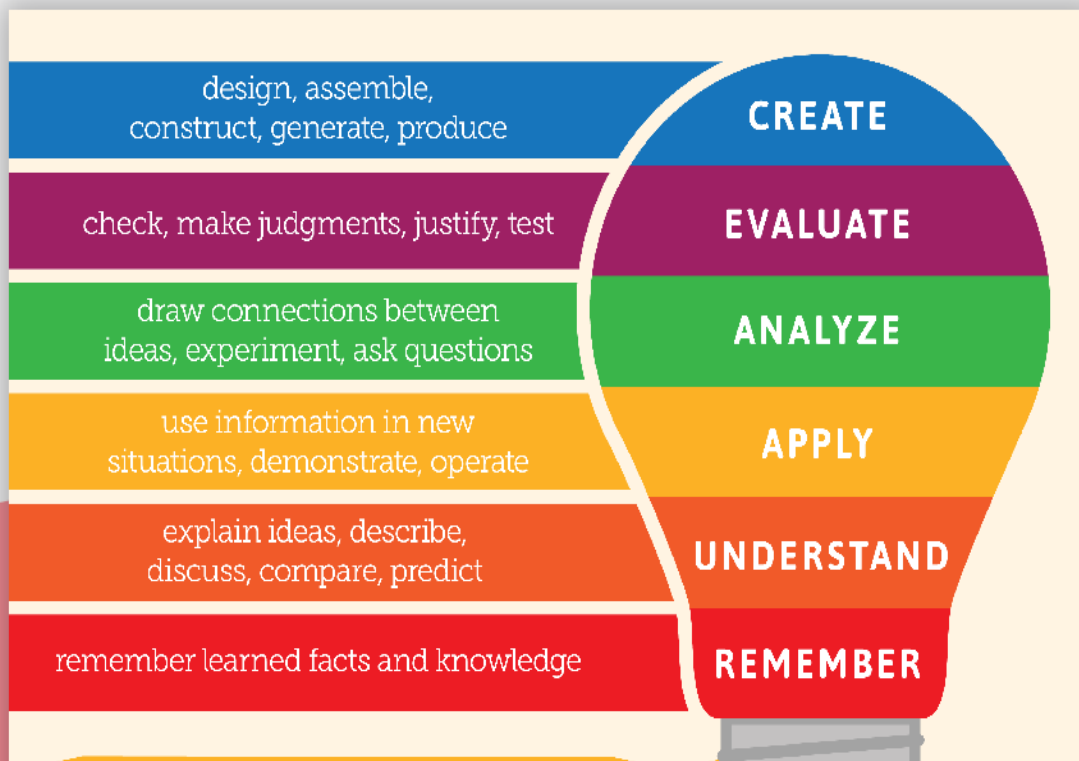 design, assemble,
construct, generate, produce
CREATE
check, make judgments, justify, test
EVALUATE
draw connections between
ideas, experiment, ask questions
ANALYZE
use information in new
situations, demonstrate, operate
APPLY
explain ideas, describe,
discuss, compare, predict
UNDERSTAND
remember learned facts and knowledge
REMEMBER